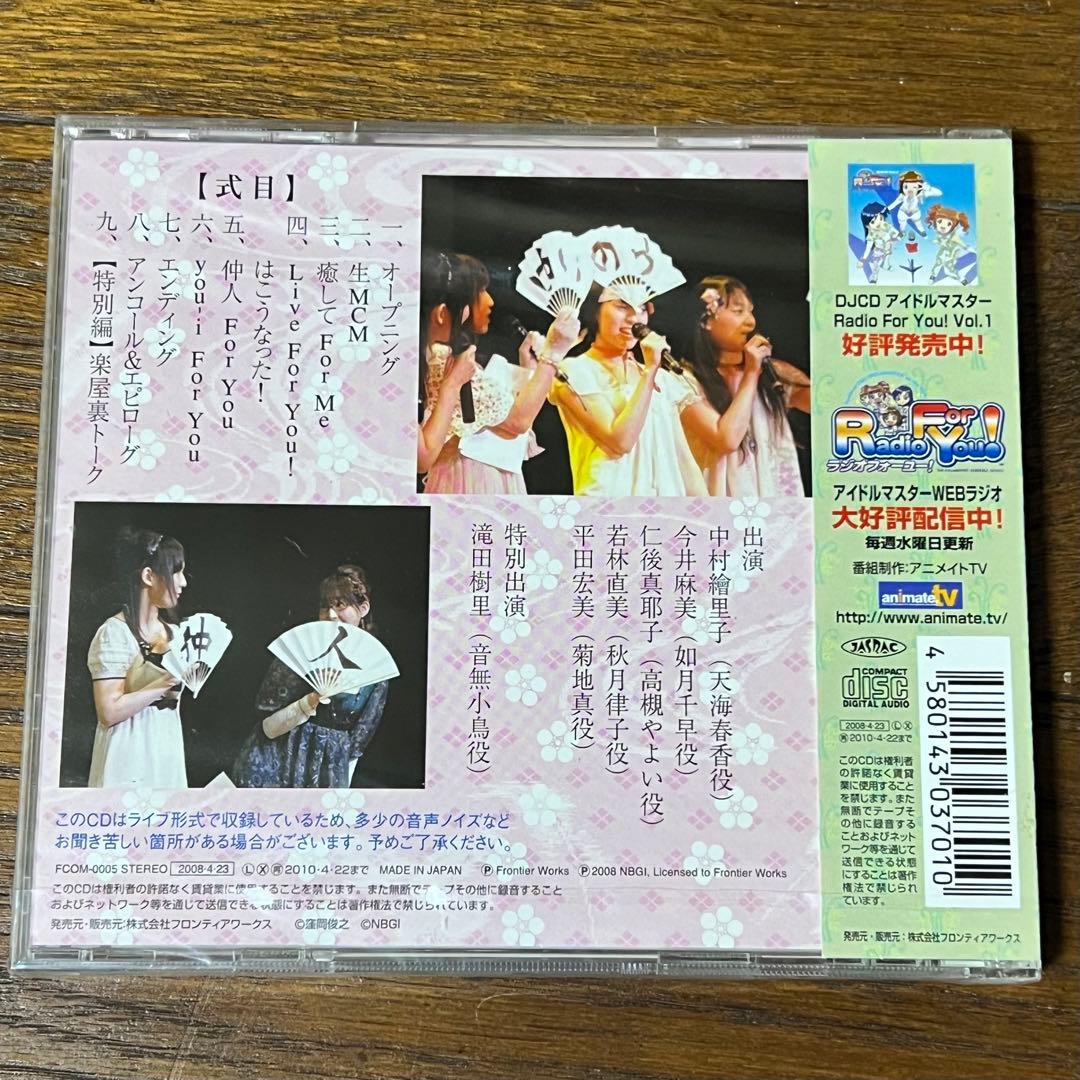 【式目】
一、オープニング
二、生MCM
三、癒してFor Me
四、Live For You!
はこうなった!
五、仲人 For You
六、you-i For You
七、エンディング
八、アンコール&エピローグ
九、【特別編】楽屋裏トーク
仲
人
出演
中村繪里子(天海春香役)
今井麻美(如月千早役)
仁後真耶子(高槻やよい役)
若林直美(秋月律子役)
平田宏美(菊地真役)
特別出演
滝田樹里(音無小鳥役)
このCDはライブ形式で収録しているため、多少の音声ノイズなど
お聞き苦しい箇所がある場合がございます。予めご了承ください。
FCOM-0005 STEREO 2008・4・23 Ⓛ Ⓧ 2010・4・22まで MADE IN JAPAN Ⓟ Frontier Works Ⓟ 2008 NBGI, Licensed to Frontier Works
このCDは権利者の許諾なく賃貸業に使用することを禁じます。また無断でテープその他に録音すること
およびネットワーク等を通じて送信できる状態にすることは著作権法で禁じられています。
発売元・販売元:株式会社フロンティアワークス ©窪岡俊之 ©NBGI
DJCD アイドルマスター
Radio For You! Vol.1
好評発売中!
Radio For You!
ラジオフォーユー!
アイドルマスターWEBラジオ
大好評配信中!
毎週水曜日更新
番組制作:アニメイトTV
animate tv
http://www.animate.tv/
JASRAC
COMPACT
disc
DIGITAL AUDIO
2008・4・23 Ⓛ Ⓧ
2010・4・22まで
このCDは権利者
の許諾なく賃貸
業に使用すること
を禁じます。また
無断でテープそ
の他に録音する
ことおよびネット
ワーク等を通じて
送信できる状態
にすることは著作
権法で禁じられて
います。
4 580143 037010
発売元・販売元:株式会社フロンティアワークス